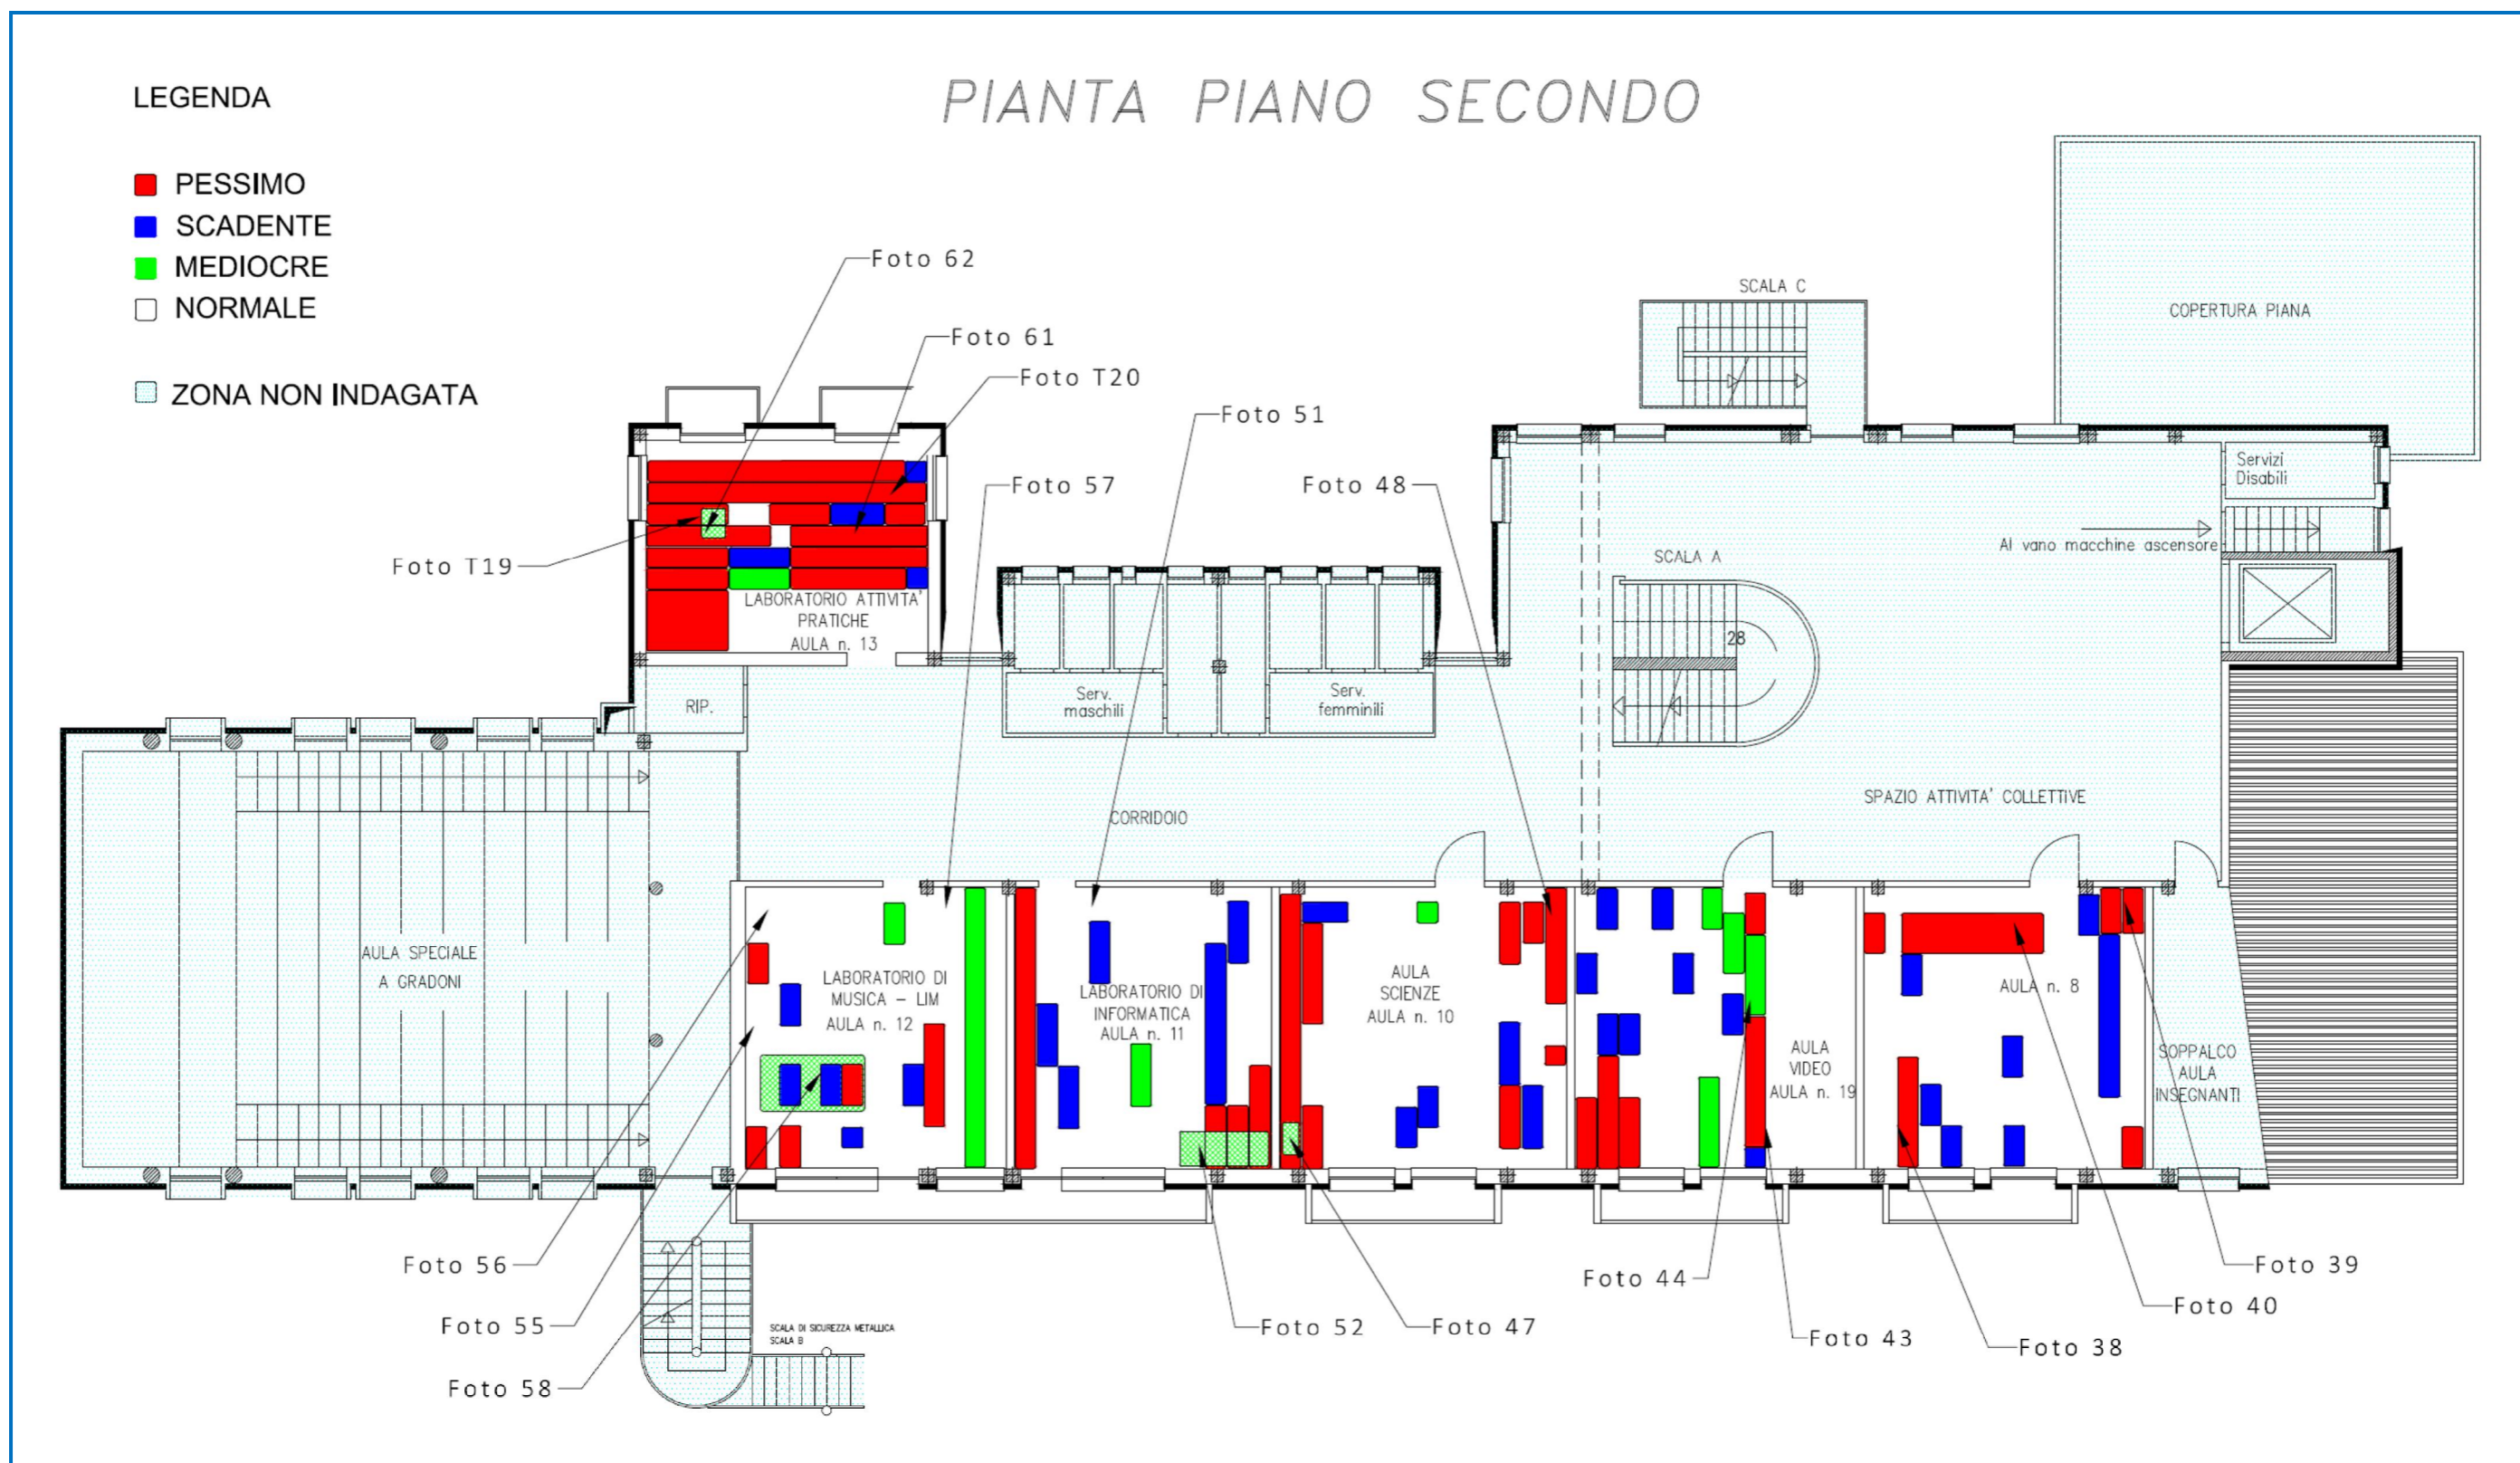 PIANTA PIANO SECONDO
LEGENDA
PESSIMO
SCADENTE
MEDIOCRE
NORMALE
ZONA NON INDAGATA
Foto 62
Foto 61
Foto T20
Foto 51
Foto 57
Foto 48
Foto T19
SCALA C
COPERTURA PIANA
Servizi
Disabili
Al vano macchine ascensore
SCALA A
28
LABORATORIO ATTIVITA'
PRATICHE
AULA n. 13
RIP.
Serv.
maschili
Serv.
femminili
CORRIDOIO
SPAZIO ATTIVITA' COLLETTIVE
AULA SPECIALE
A GRADONI
LABORATORIO DI
MUSICA - LIM
AULA n. 12
LABORATORIO DI
INFORMATICA
AULA n. 11
AULA
SCIENZE
AULA n. 10
AULA
VIDEO
AULA n. 19
AULA n. 8
SOPPALCO
AULA
INSEGNANTI
Foto 56
Foto 55
Foto 58
SCALA DI SICUREZZA METALLICA
SCALA B
Foto 52
Foto 47
Foto 44
Foto 43
Foto 38
Foto 40
Foto 39